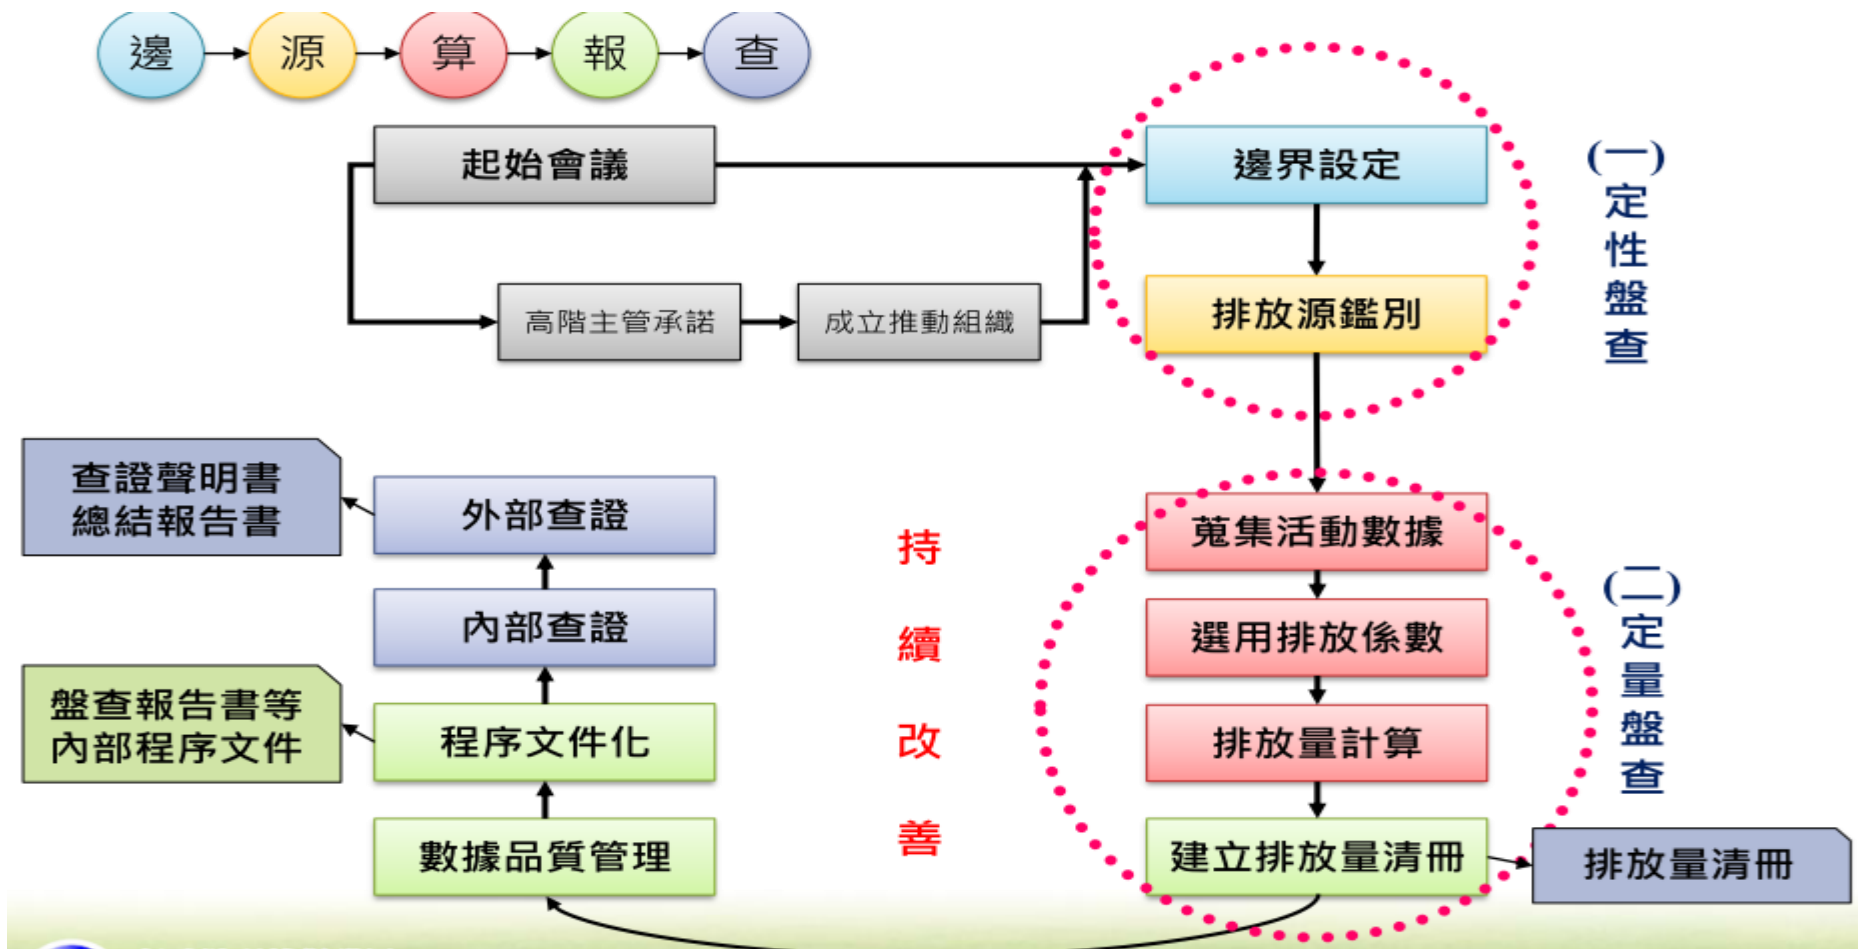 邊
源
算
報
查
起始會議
高階主管承諾
成立推動組織
邊界設定
排放源鑑別
(一)定性盤查
蒐集活動數據
選用排放係數
排放量計算
建立排放量清冊
排放量清冊
(二)定量盤查
持續改善
數據品質管理
程序文件化
盤查報告書等
內部程序文件
內部查證
外部查證
查證聲明書
總結報告書